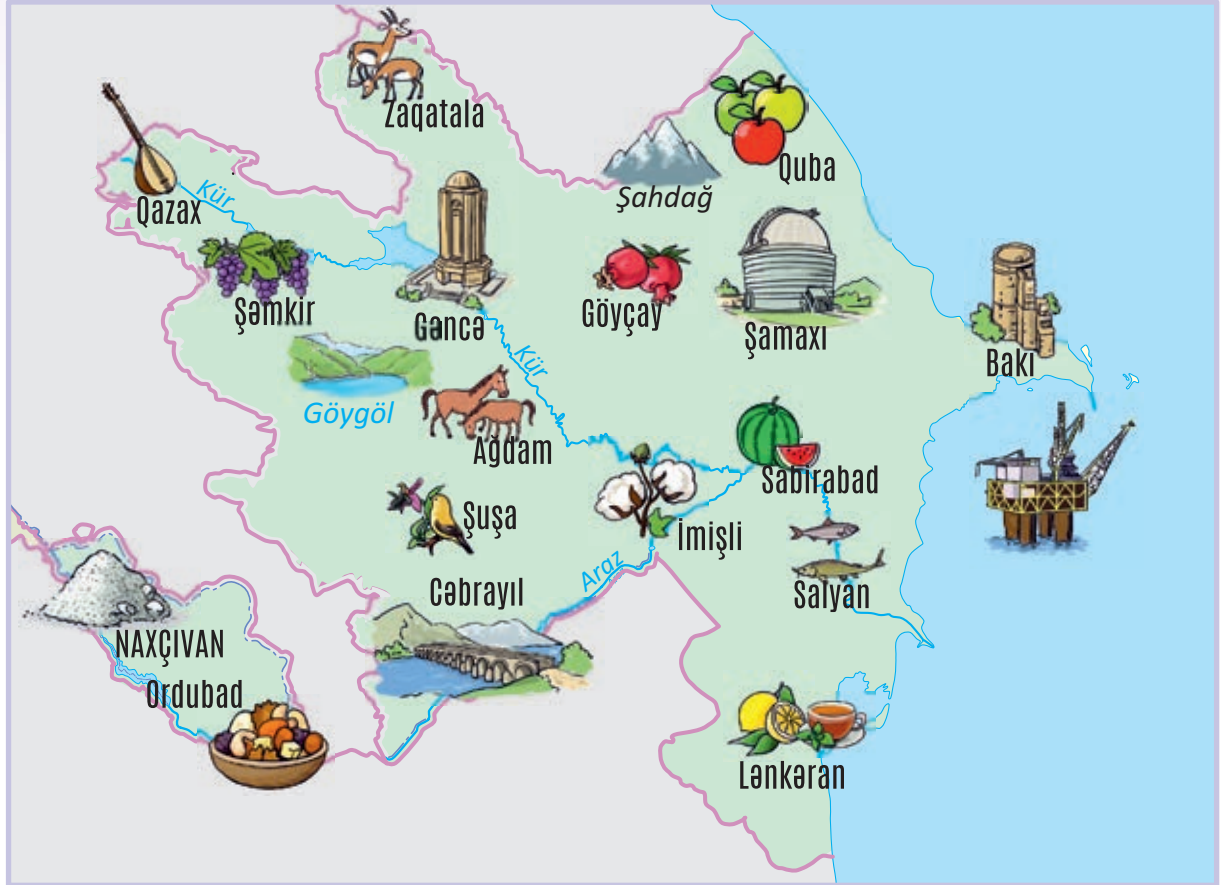 Zaqatala
Quba
Şahdağ
Qazax
Kür
Şəmkir
Gəncə
Göyçay
Şamaxı
Bakı
Kür
Göygöl
Ağdam
Sabirabad
Şuşa
İmişli
Araz
Cəbrayıl
Salyan
NAXÇIVAN
Ordubad
Lənkəran